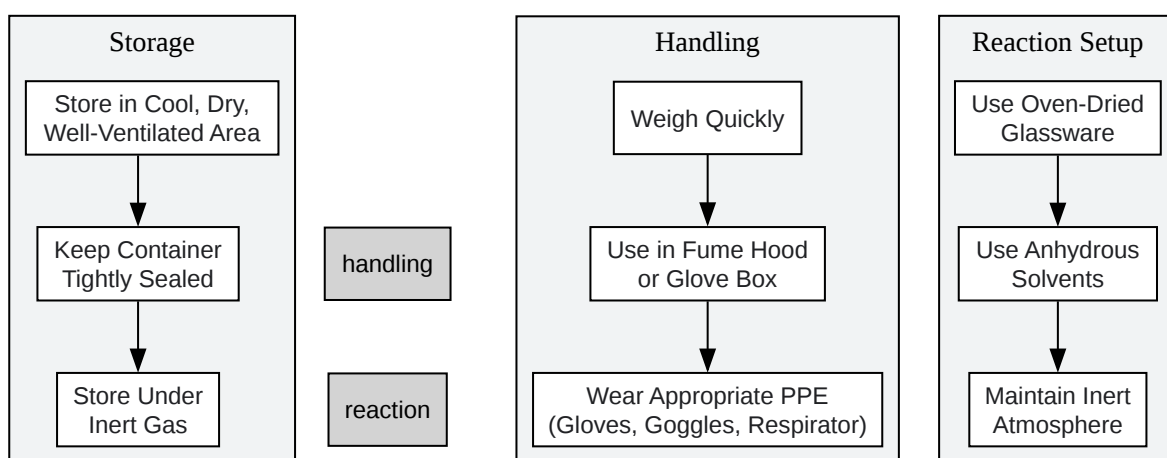 Storage
Store in Cool, Dry,
Well-Ventilated Area
Keep Container
Tightly Sealed
Store Under
Inert Gas
handling
reaction
Handling
Weigh Quickly
Use in Fume Hood
or Glove Box
Wear Appropriate PPE
(Gloves, Goggles, Respirator)
Reaction Setup
Use Oven-Dried
Glassware
Use Anhydrous
Solvents
Maintain Inert
Atmosphere